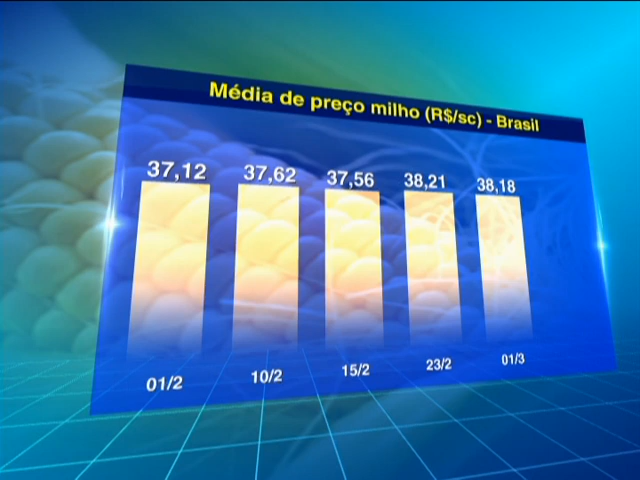 Média de preço milho (R$/sc) - Brasil
37,12 37,62 37,56 38,21 38,18
01/2 10/2 15/2 23/2 01/3